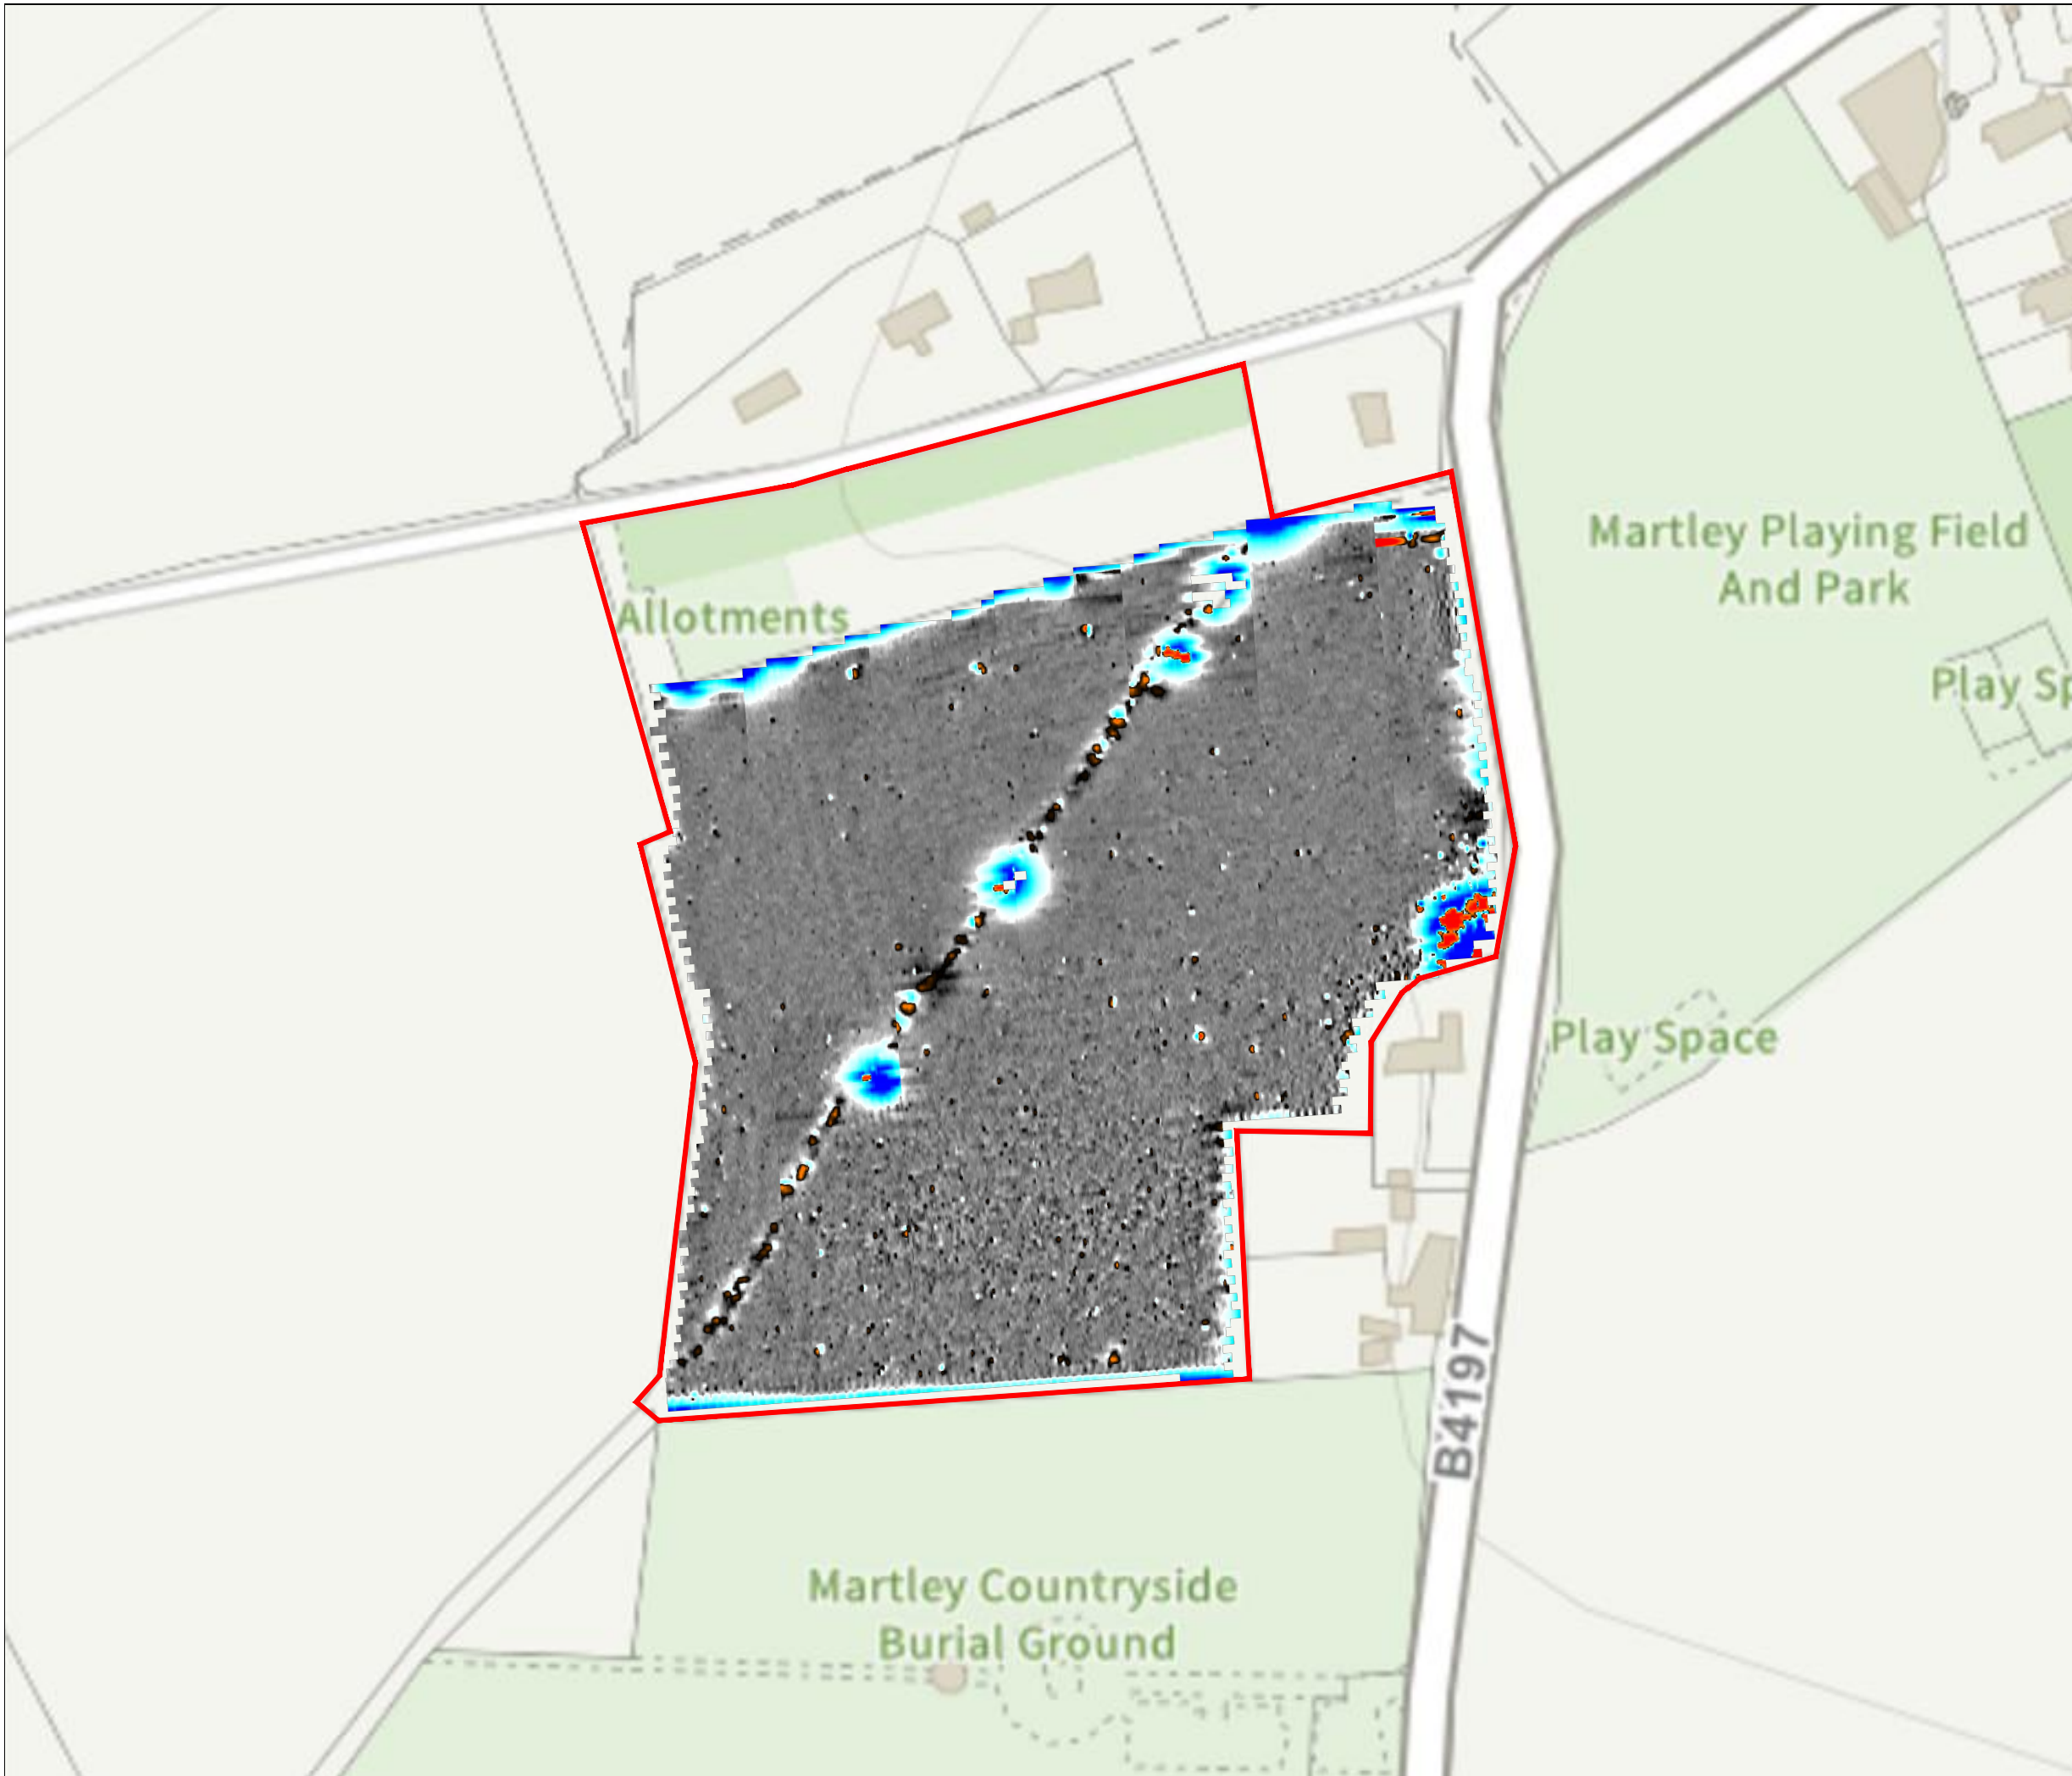 Martley Playing Field
And Park
Allotments
Play Sp
Play Space
B4197
Martley Countryside
Burial Ground